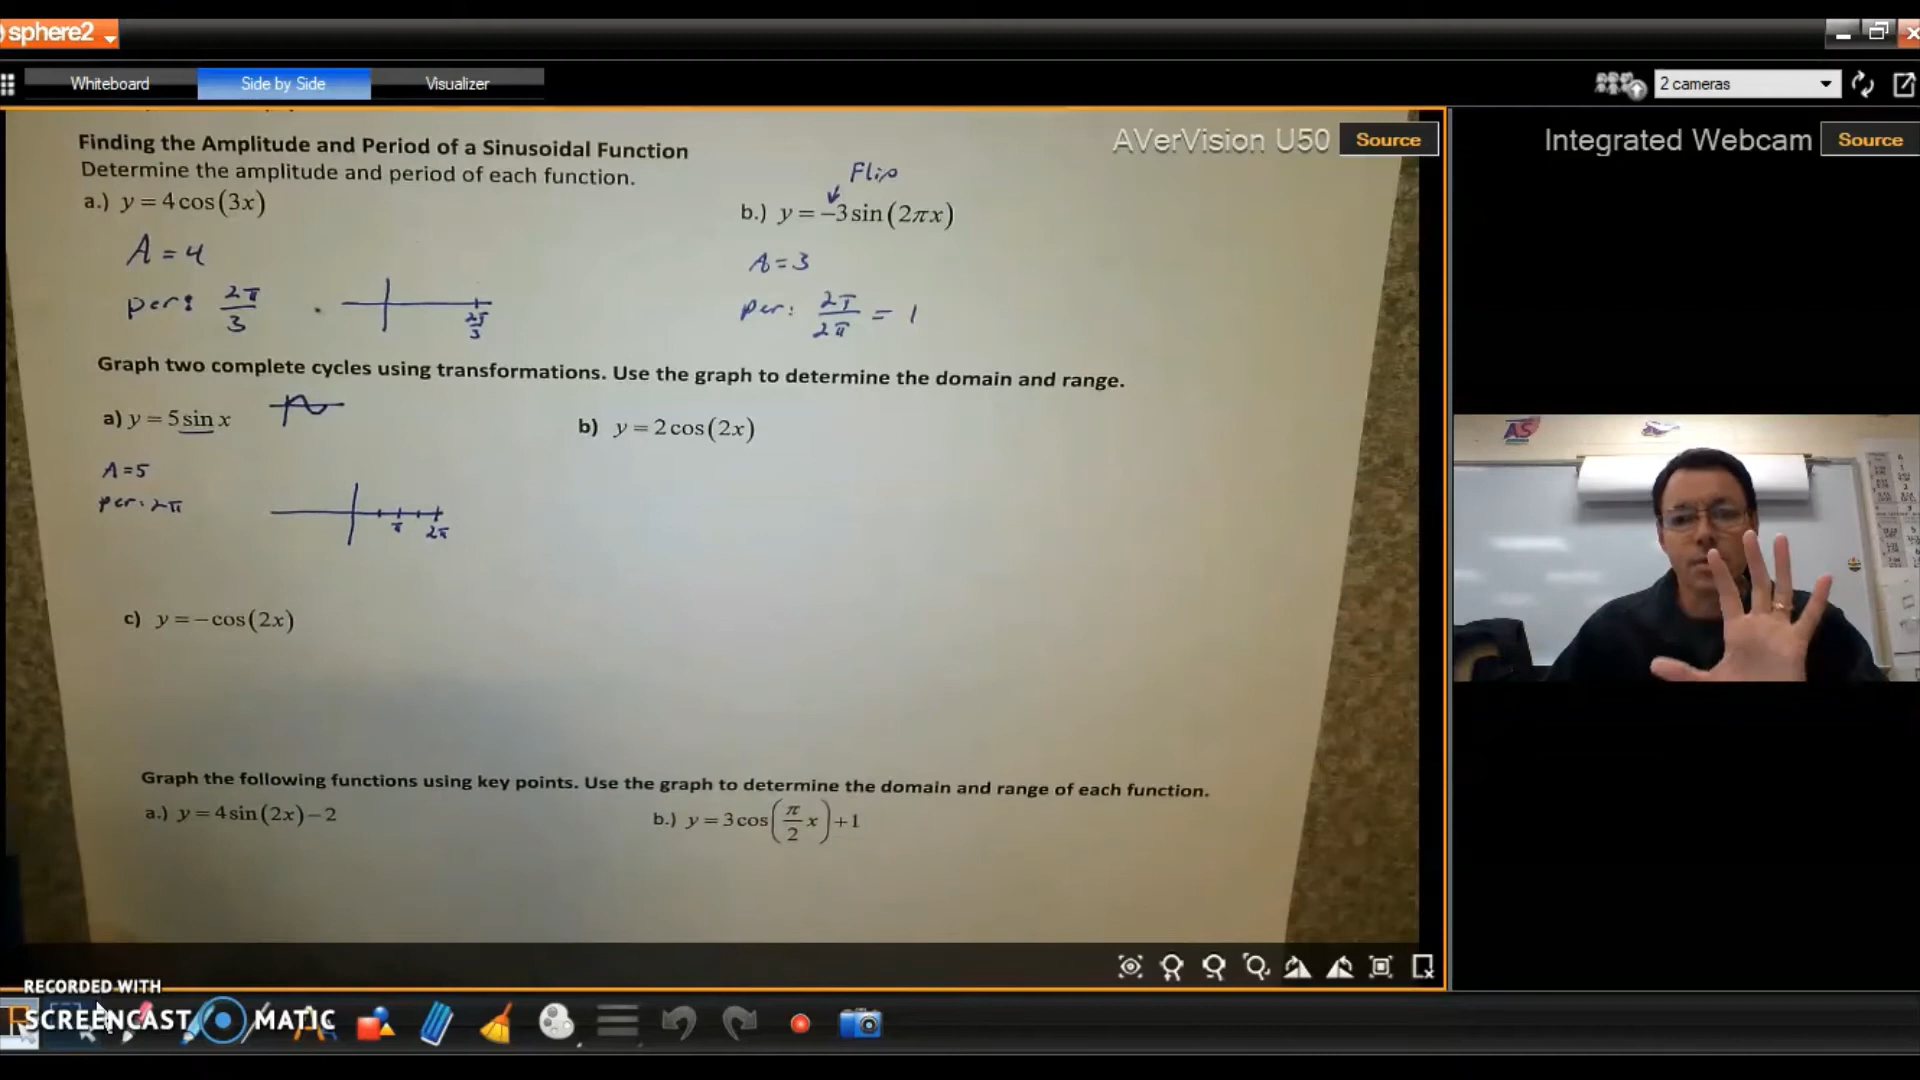 sphere2
Whiteboard
Side by Side
Visualizer
2 cameras
AVerVision U50
Source
Integrated Webcam
Source
Finding the Amplitude and Period of a Sinusoidal Function
Determine the amplitude and period of each function.
a.) y = 4cos(3x)
Flip
b.) y = −3sin(2πx)
A = 4
per: 2π/3
2π/3
A = 3
per: 2π/2π = 1
Graph two complete cycles using transformations. Use the graph to determine the domain and range.
a) y = 5sin x
b) y = 2cos(2x)
A = 5
per: 2π
π
2π
c) y = −cos(2x)
Graph the following functions using key points. Use the graph to determine the domain and range of each function.
a.) y = 4sin(2x) − 2
b.) y = 3cos(π/2 x) + 1
AS
RECORDED WITH
SCREENCAST MATIC